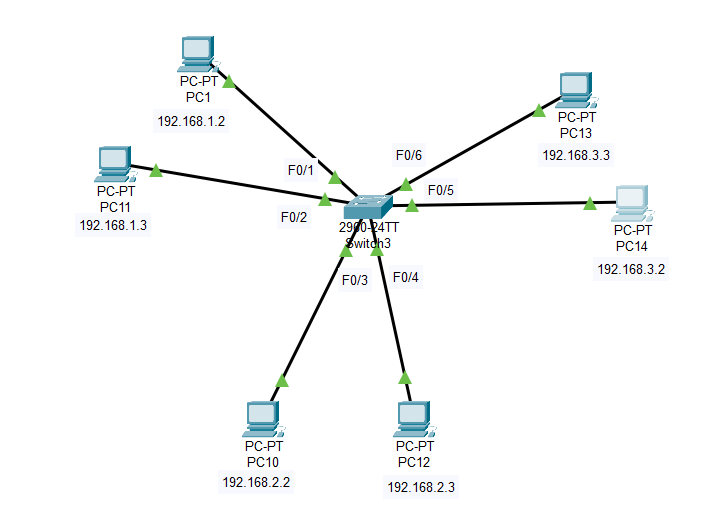 PC-PT
PC1
192.168.1.2
PC-PT
PC13
192.168.3.3
F0/1
F0/6
PC-PT
PC11
192.168.1.3
F0/2
F0/5
2960-24TT
Switch3
PC-PT
PC14
192.168.3.2
F0/3
F0/4
PC-PT
PC10
192.168.2.2
PC-PT
PC12
192.168.2.3